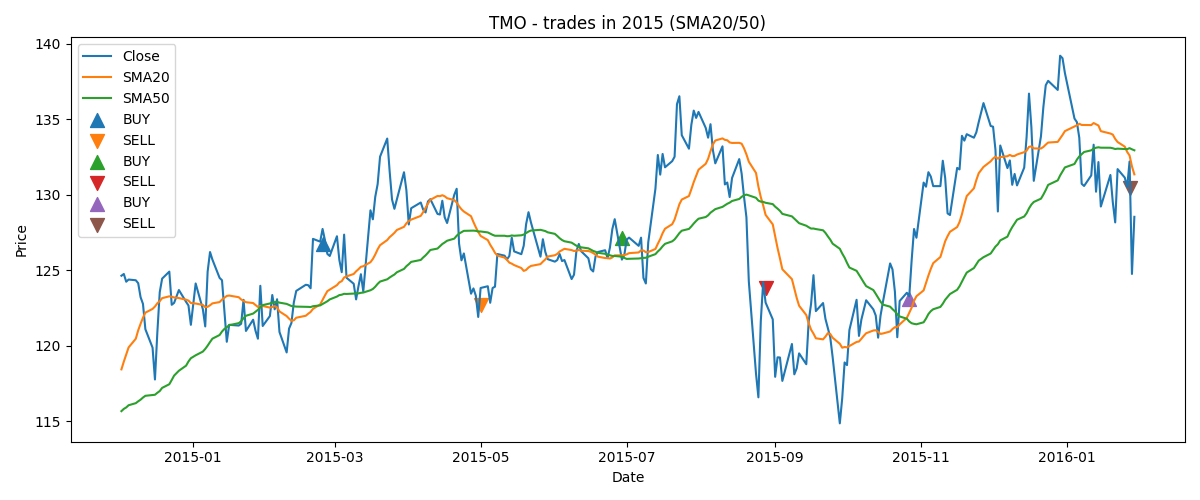 TMO - trades in 2015 (SMA20/50)
Close
SMA20
SMA50
BUY
SELL
BUY
SELL
BUY
SELL
Price
140
135
130
125
120
115
2015-01
2015-03
2015-05
2015-07
2015-09
2015-11
2016-01
Date